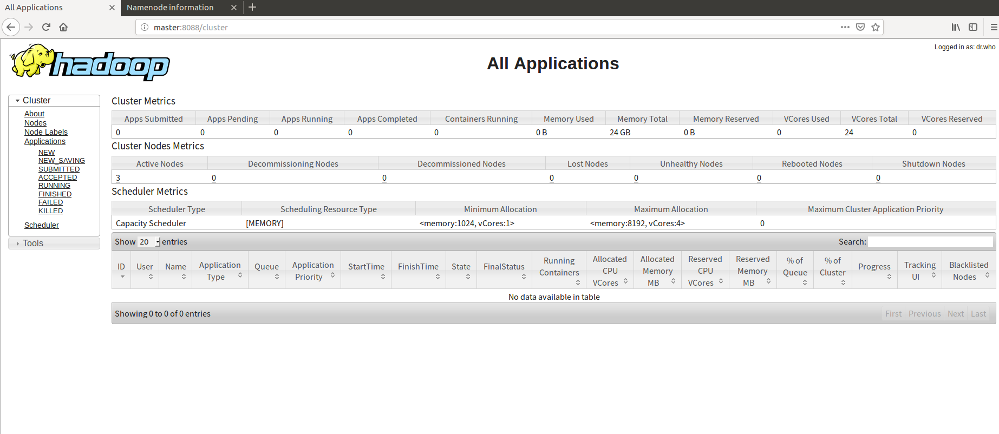 All Applications
Namenode information
master:8088/cluster
Logged in as: dr.who
hadoop
All Applications
Cluster
About
Nodes
Node Labels
Applications
NEW
NEW_SAVING
SUBMITTED
ACCEPTED
RUNNING
FINISHED
FAILED
KILLED
Scheduler
Tools
Cluster Metrics
Apps Submitted Apps Pending Apps Running Apps Completed Containers Running Memory Used Memory Total Memory Reserved VCores Used VCores Total VCores Reserved
0 0 0 0 0 0 B 24 GB 0 B 0 24 0
Cluster Nodes Metrics
Active Nodes Decommissioning Nodes Decommissioned Nodes Lost Nodes Unhealthy Nodes Rebooted Nodes Shutdown Nodes
3 0 0 0 0 0 0
Scheduler Metrics
Scheduler Type Scheduling Resource Type Minimum Allocation Maximum Allocation Maximum Cluster Application Priority
Capacity Scheduler [MEMORY] <memory:1024, vCores:1> <memory:8192, vCores:4> 0
Show 20 entries Search:
ID User Name Application Type Queue Application Priority StartTime FinishTime State FinalStatus Running Containers Allocated CPU VCores Allocated Memory MB Reserved CPU VCores Reserved Memory MB % of Queue % of Cluster Progress Tracking UI Blacklisted Nodes
No data available in table
Showing 0 to 0 of 0 entries First Previous Next Last